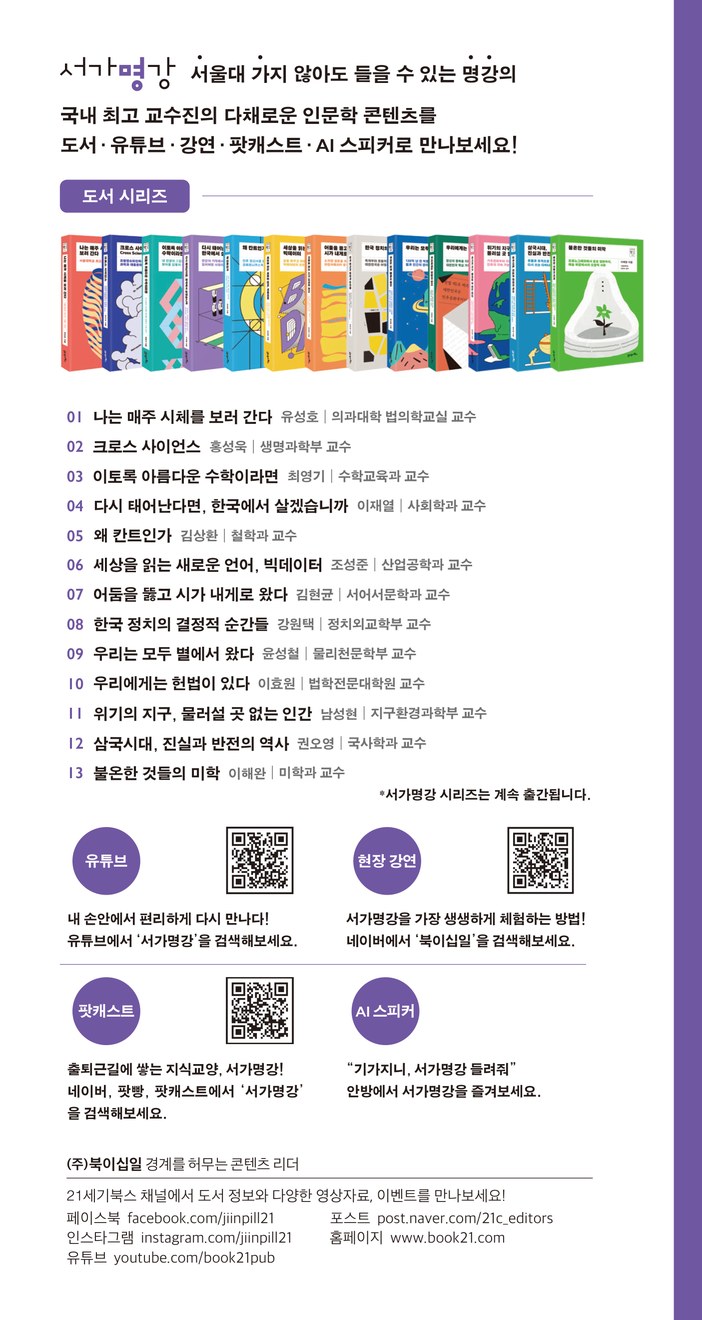 서가명강 서울대 가지 않아도 들을 수 있는 명강의
국내 최고 교수진의 다채로운 인문학 콘텐츠를
도서 · 유튜브 · 강연 · 팟캐스트 · AI 스피커로 만나보세요!
도서 시리즈
불온한 것들의 미학
01 나는 매주 시체를 보러 간다 유성호 | 의과대학 법의학교실 교수
02 크로스 사이언스 홍성욱 | 생명과학부 교수
03 이토록 아름다운 수학이라면 최영기 | 수학교육과 교수
04 다시 태어난다면, 한국에서 살겠습니까 이재열 | 사회학과 교수
05 왜 칸트인가 김상환 | 철학과 교수
06 세상을 읽는 새로운 언어, 빅데이터 조성준 | 산업공학과 교수
07 어둠을 뚫고 시가 내게로 왔다 김현균 | 서어서문학과 교수
08 한국 정치의 결정적 순간들 강원택 | 정치외교학부 교수
09 우리는 모두 별에서 왔다 윤성철 | 물리천문학부 교수
10 우리에게는 헌법이 있다 이효원 | 법학전문대학원 교수
11 위기의 지구, 물러설 곳 없는 인간 남성현 | 지구환경과학부 교수
12 삼국시대, 진실과 반전의 역사 권오영 | 국사학과 교수
13 불온한 것들의 미학 이해완 | 미학과 교수
*서가명강 시리즈는 계속 출간됩니다.
유튜브
내 손안에서 편리하게 다시 만나다!
유튜브에서 ‘서가명강’을 검색해보세요.
현장 강연
서가명강을 가장 생생하게 체험하는 방법!
네이버에서 ‘북이십일’을 검색해보세요.
팟캐스트
출퇴근길에 쌓는 지식교양, 서가명강!
네이버, 팟빵, 팟캐스트에서 ‘서가명강’
을 검색해보세요.
AI 스피커
“기가지니, 서가명강 들려줘”
안방에서 서가명강을 즐겨보세요.
(주)북이십일 경계를 허무는 콘텐츠 리더
21세기북스 채널에서 도서 정보와 다양한 영상자료, 이벤트를 만나보세요!
페이스북 facebook.com/jiinpill21 포스트 post.naver.com/21c_editors
인스타그램 instagram.com/jiinpill21 홈페이지 www.book21.com
유튜브 youtube.com/book21pub